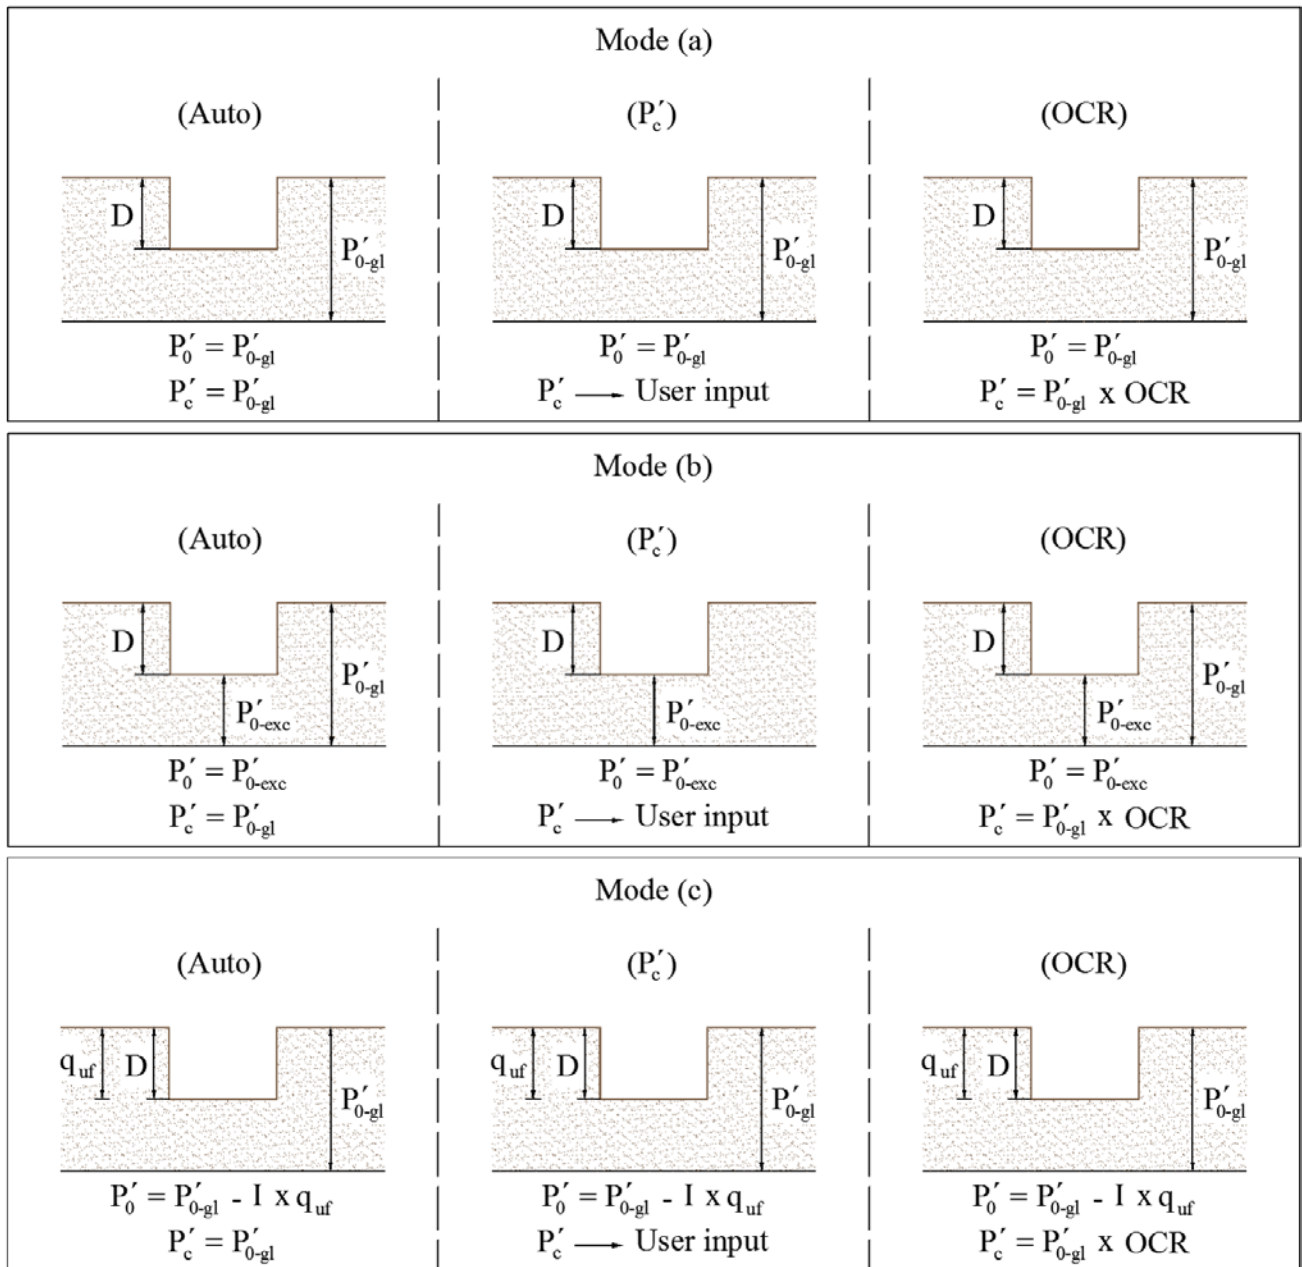 Mode (a)
(Auto) (P′c) (OCR)
D P′0-gl D P′0-gl D P′0-gl
P′0 = P′0-gl P′0 = P′0-gl P′0 = P′0-gl
P′c = P′0-gl P′c → User input P′c = P′0-gl x OCR
Mode (b)
(Auto) (P′c) (OCR)
D P′0-gl D D P′0-gl
P′0-exc P′0-exc P′0-exc
P′0 = P′0-exc P′0 = P′0-exc P′0 = P′0-exc
P′c = P′0-gl P′c → User input P′c = P′0-gl x OCR
Mode (c)
(Auto) (P′c) (OCR)
quf D P′0-gl quf D P′0-gl quf D P′0-gl
P′0 = P′0-gl - I x quf P′0 = P′0-gl - I x quf P′0 = P′0-gl - I x quf
P′c = P′0-gl P′c → User input P′c = P′0-gl x OCR